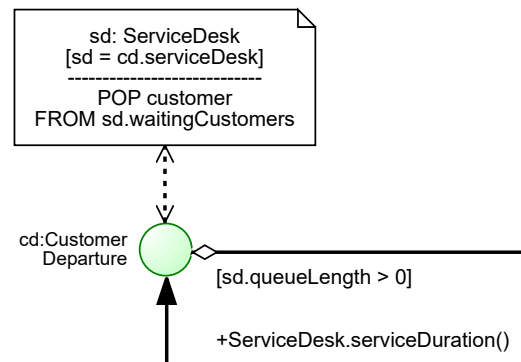 sd: ServiceDesk
[sd = cd.serviceDesk]
----------------------------
POP customer
FROM sd.waitingCustomers
cd:Customer
Departure
[sd.queueLength > 0]
+ServiceDesk.serviceDuration()